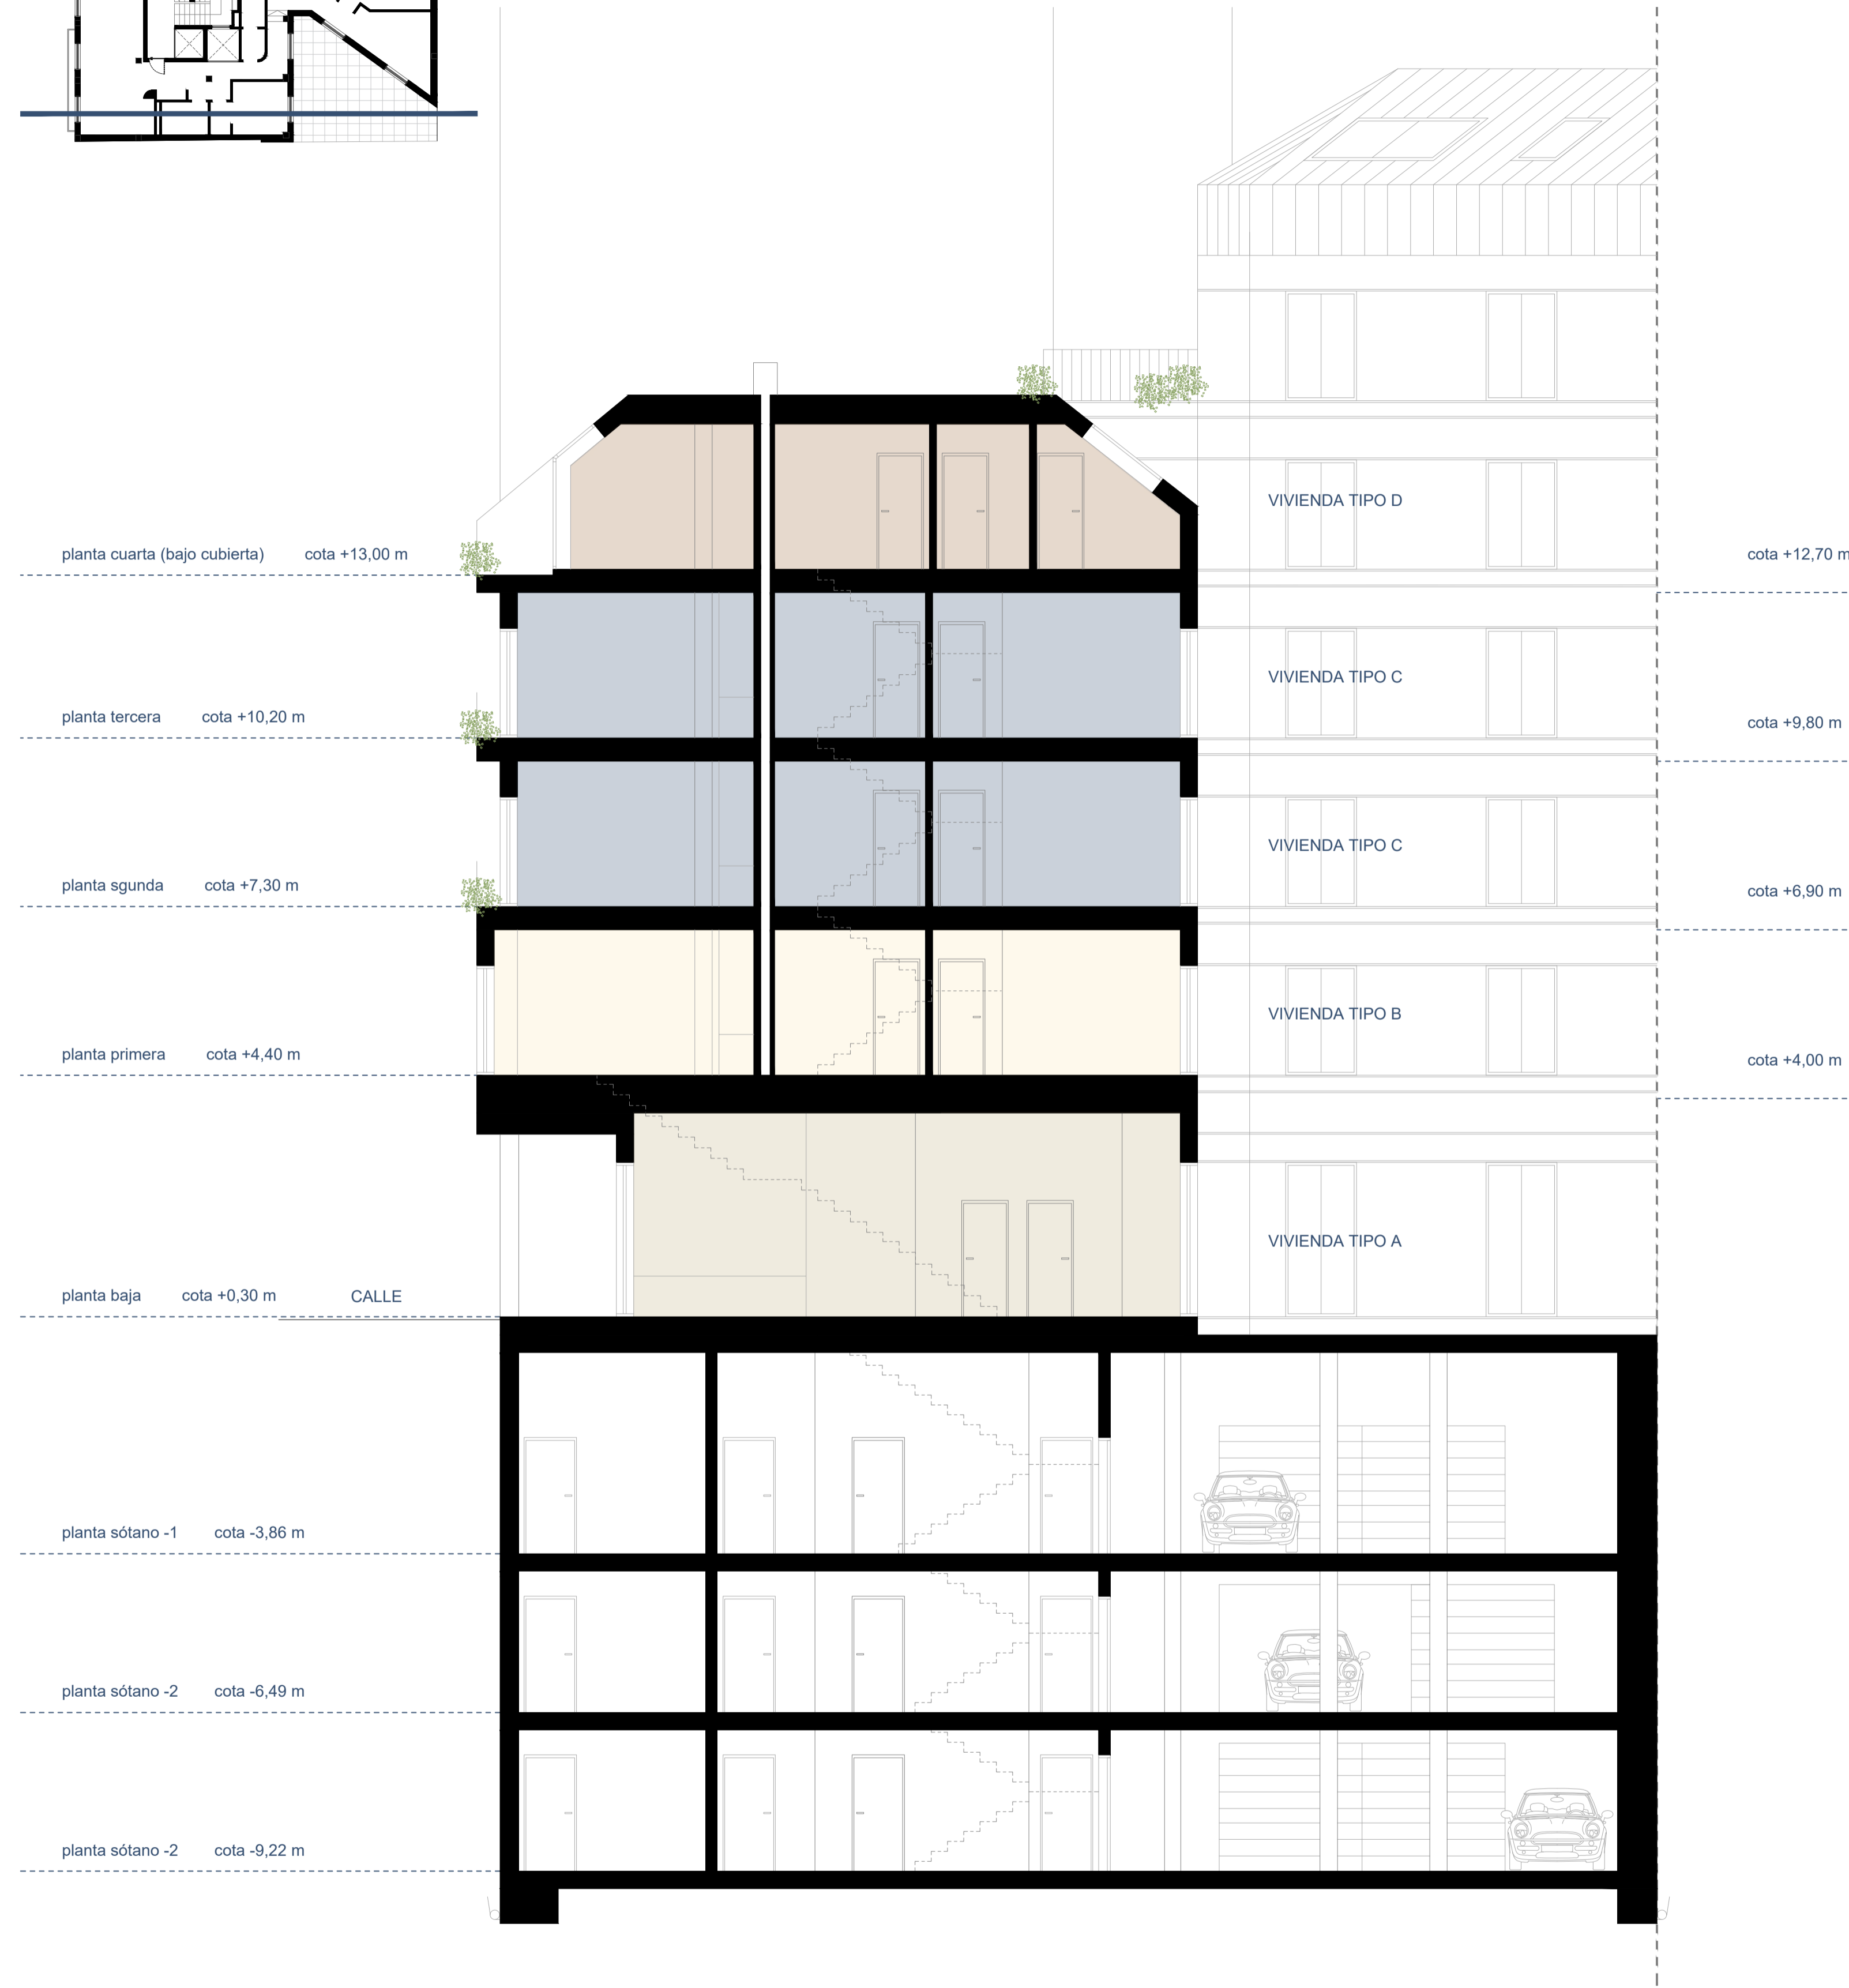 VIVIENDA TIPO D
planta cuarta (bajo cubierta) cota +13,00 m cota +12,70 m
VIVIENDA TIPO C
planta tercera cota +10,20 m cota +9,80 m
VIVIENDA TIPO C
planta sgunda cota +7,30 m cota +6,90 m
VIVIENDA TIPO B
planta primera cota +4,40 m cota +4,00 m
VIVIENDA TIPO A
planta baja cota +0,30 m CALLE
planta sótano -1 cota -3,86 m
planta sótano -2 cota -6,49 m
planta sótano -2 cota -9,22 m